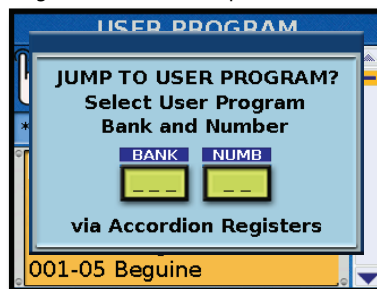 USER PROGRAM
JUMP TO USER PROGRAM?
Select User Program
Bank and Number
BANK NUMB
_ _ _ _ _
via Accordion Registers
*
001-05 Beguine